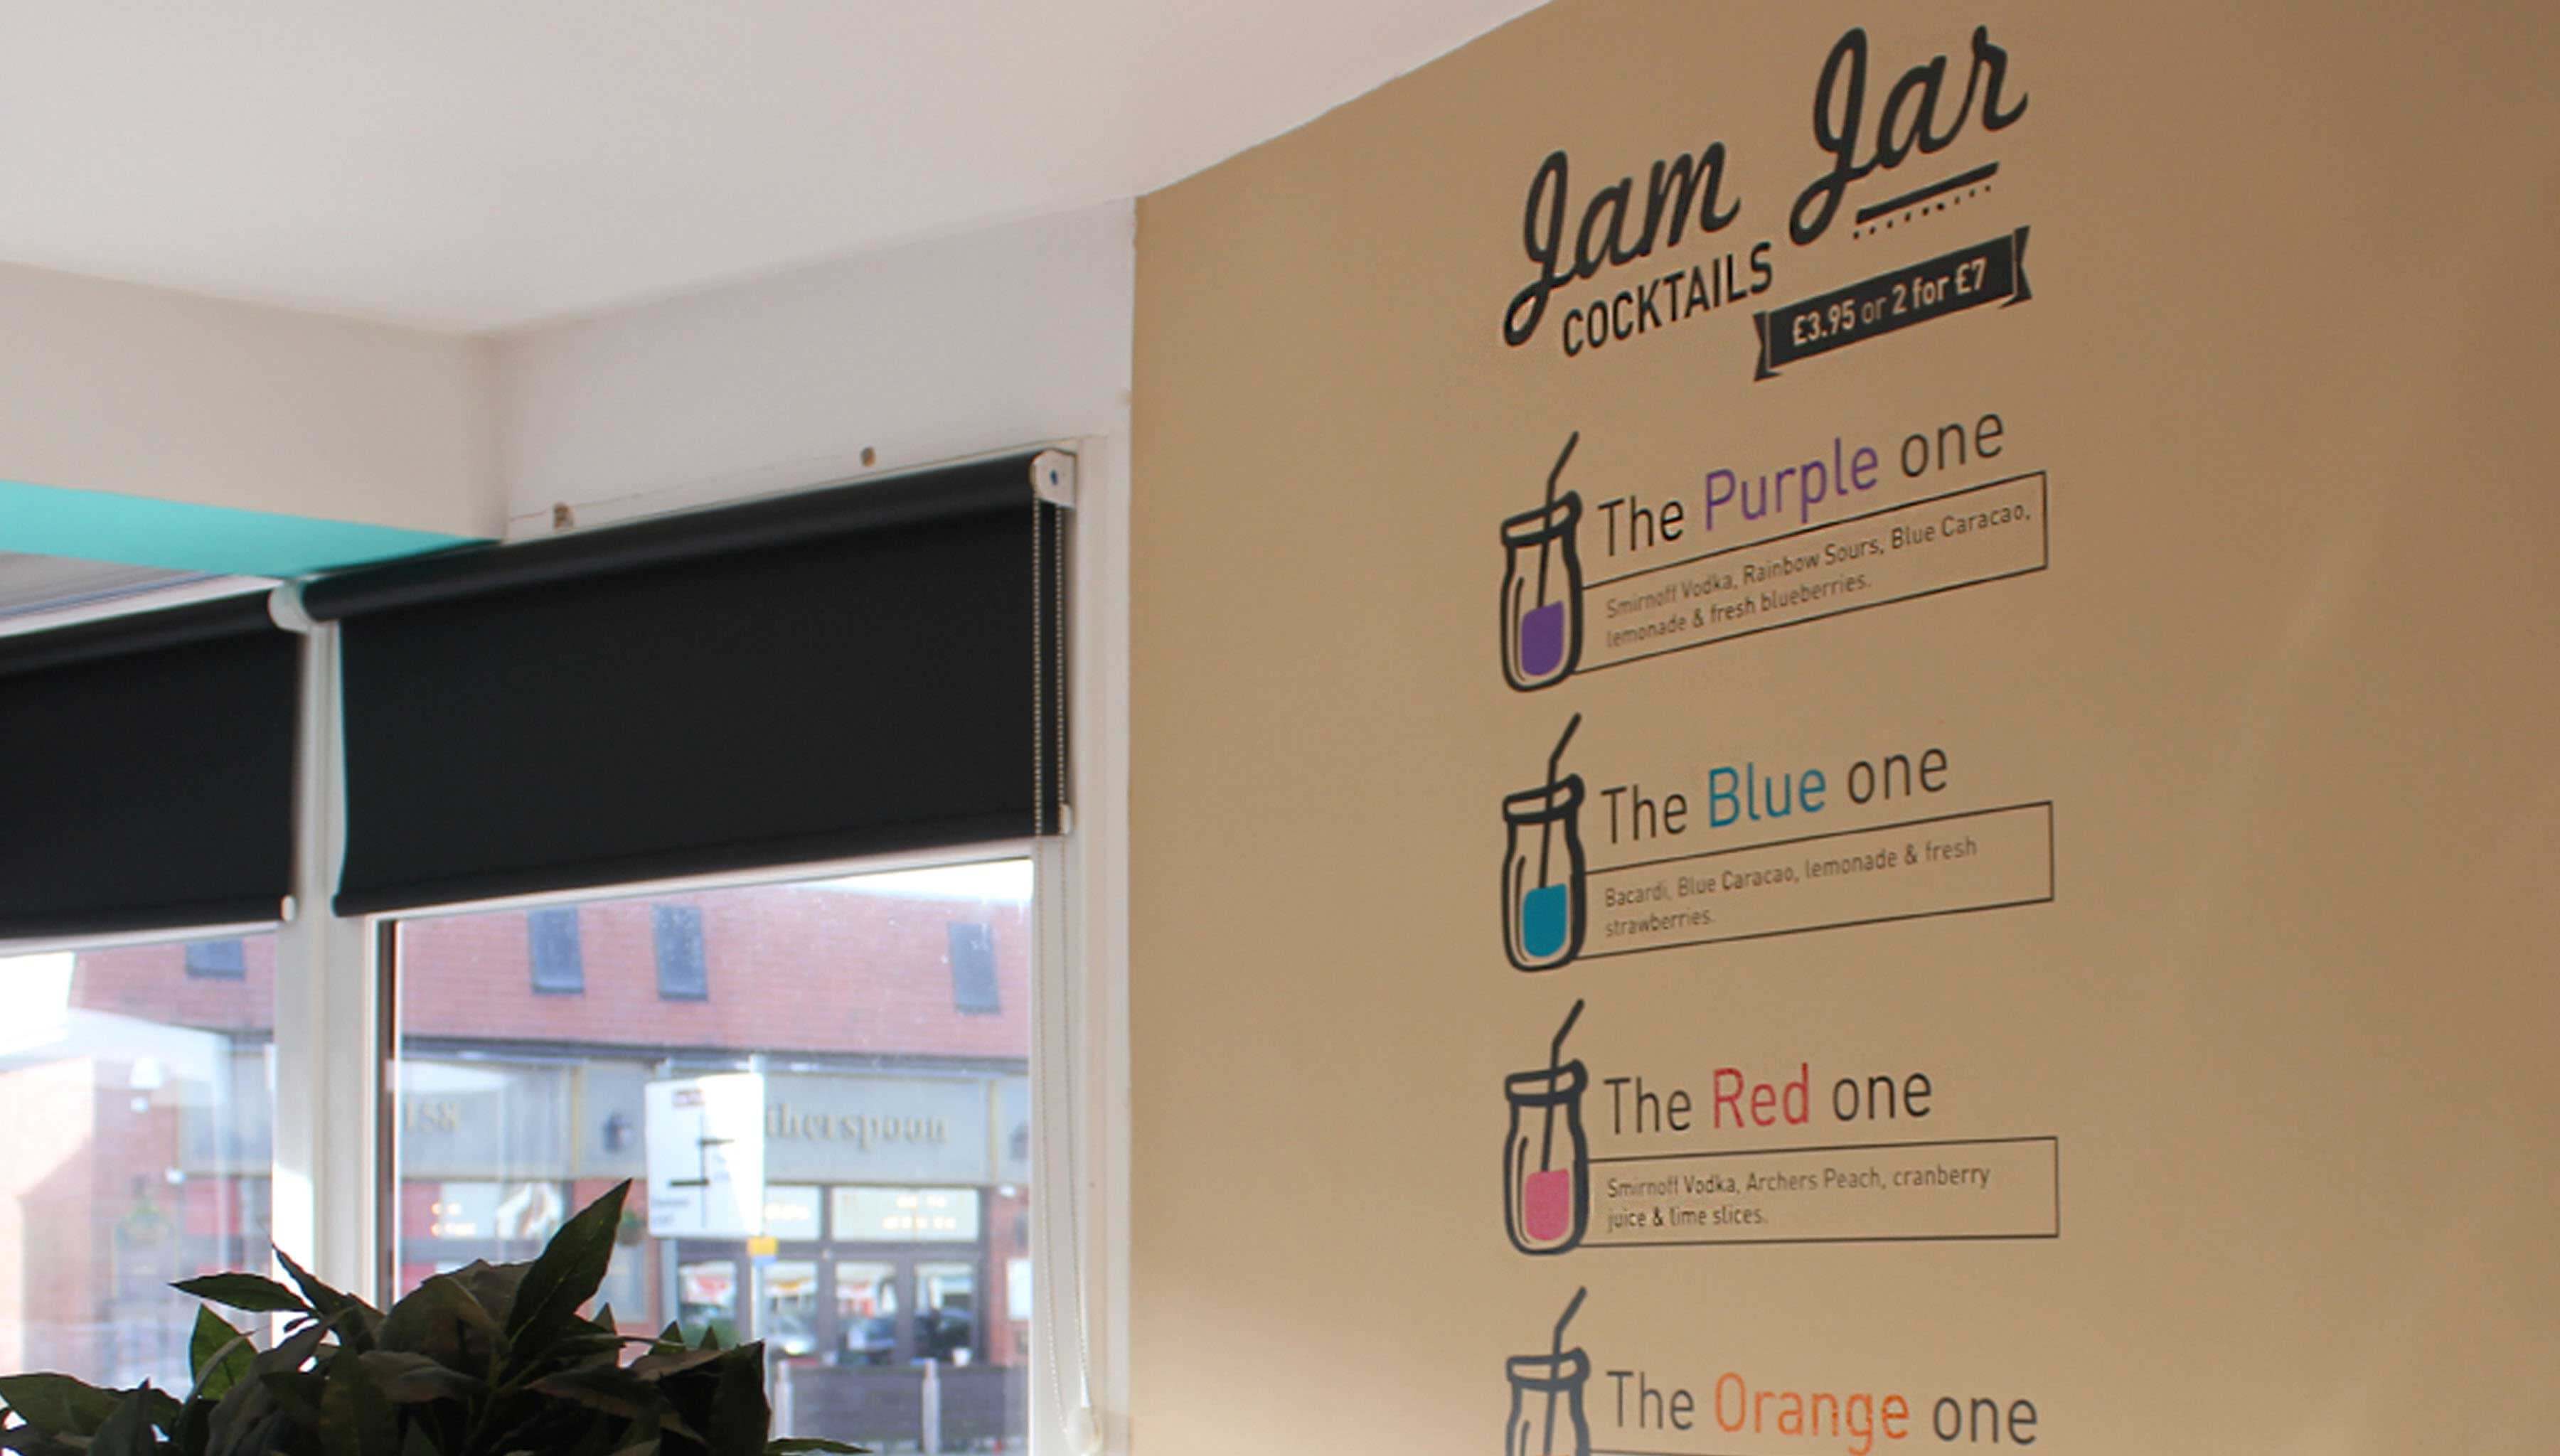 Jam Jar
COCKTAILS
£3.95 or 2 for £7
The Purple one
Smirnoff Vodka, Rainbow Sours, Blue Caracao,
lemonade & fresh blueberries.
The Blue one
Bacardi, Blue Caracao, lemonade & fresh
strawberries.
The Red one
Smirnoff Vodka, Archers Peach, cranberry
juice & lime slices.
The Orange one
158
therspoon